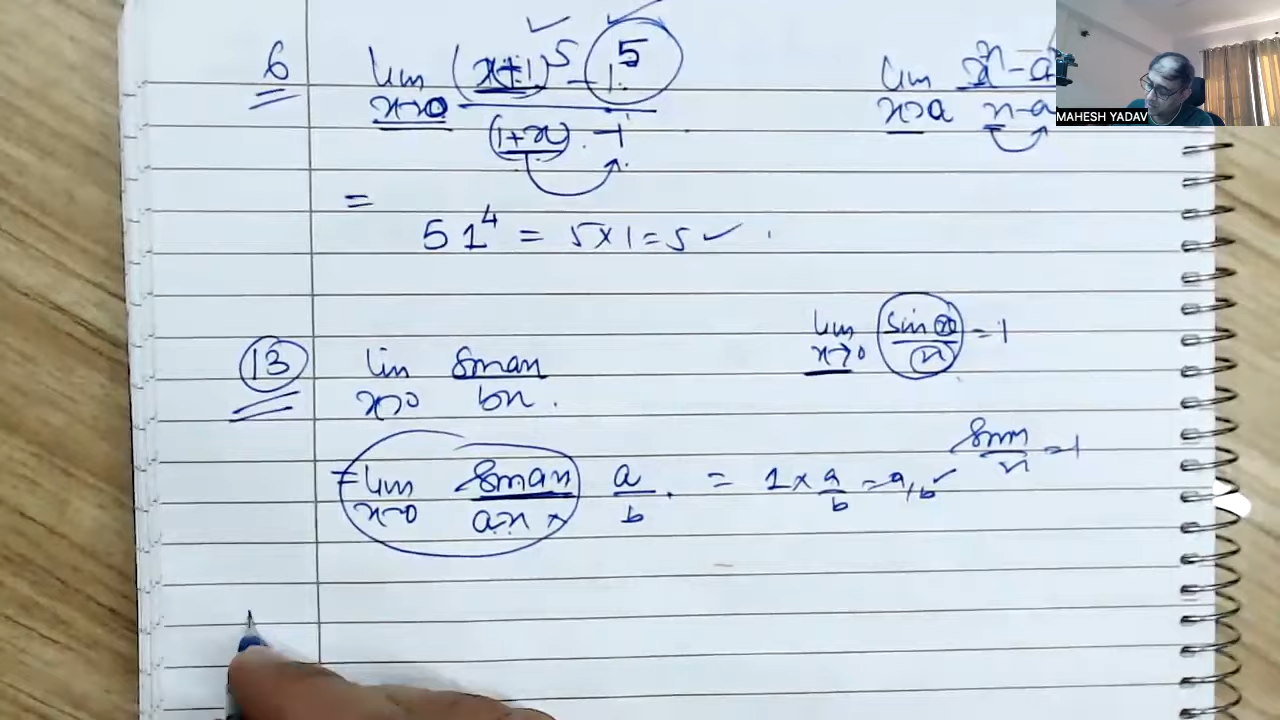 6 lim x→0 (x+1)^5 - 1^5 / (1+x) - 1
lim x→a x^n - a / x - a
MAHESH YADAV
=
5 1^4 = 5×1 = 5 ✓
lim x→0 sin x / x = 1
13 lim x→0 sin ax / bx .
sin x / x = 1
= lim x→0 sin ax / ax × a / b . = 1 × a/b = a/b ✓